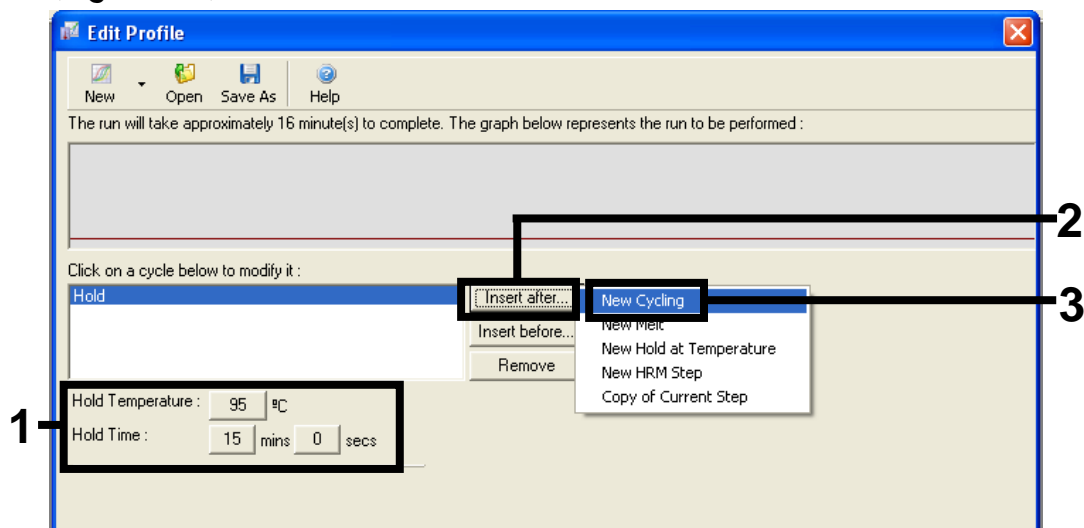 Edit Profile
New Open Save As Help
The run will take approximately 16 minute(s) to complete. The graph below represents the run to be performed :
2
Click on a cycle below to modify it :
Hold Insert after... New Cycling 3
Insert before... New Melt
New Hold at Temperature
Remove New HRM Step
Copy of Current Step
1
Hold Temperature : 95 ºC
Hold Time : 15 mins 0 secs